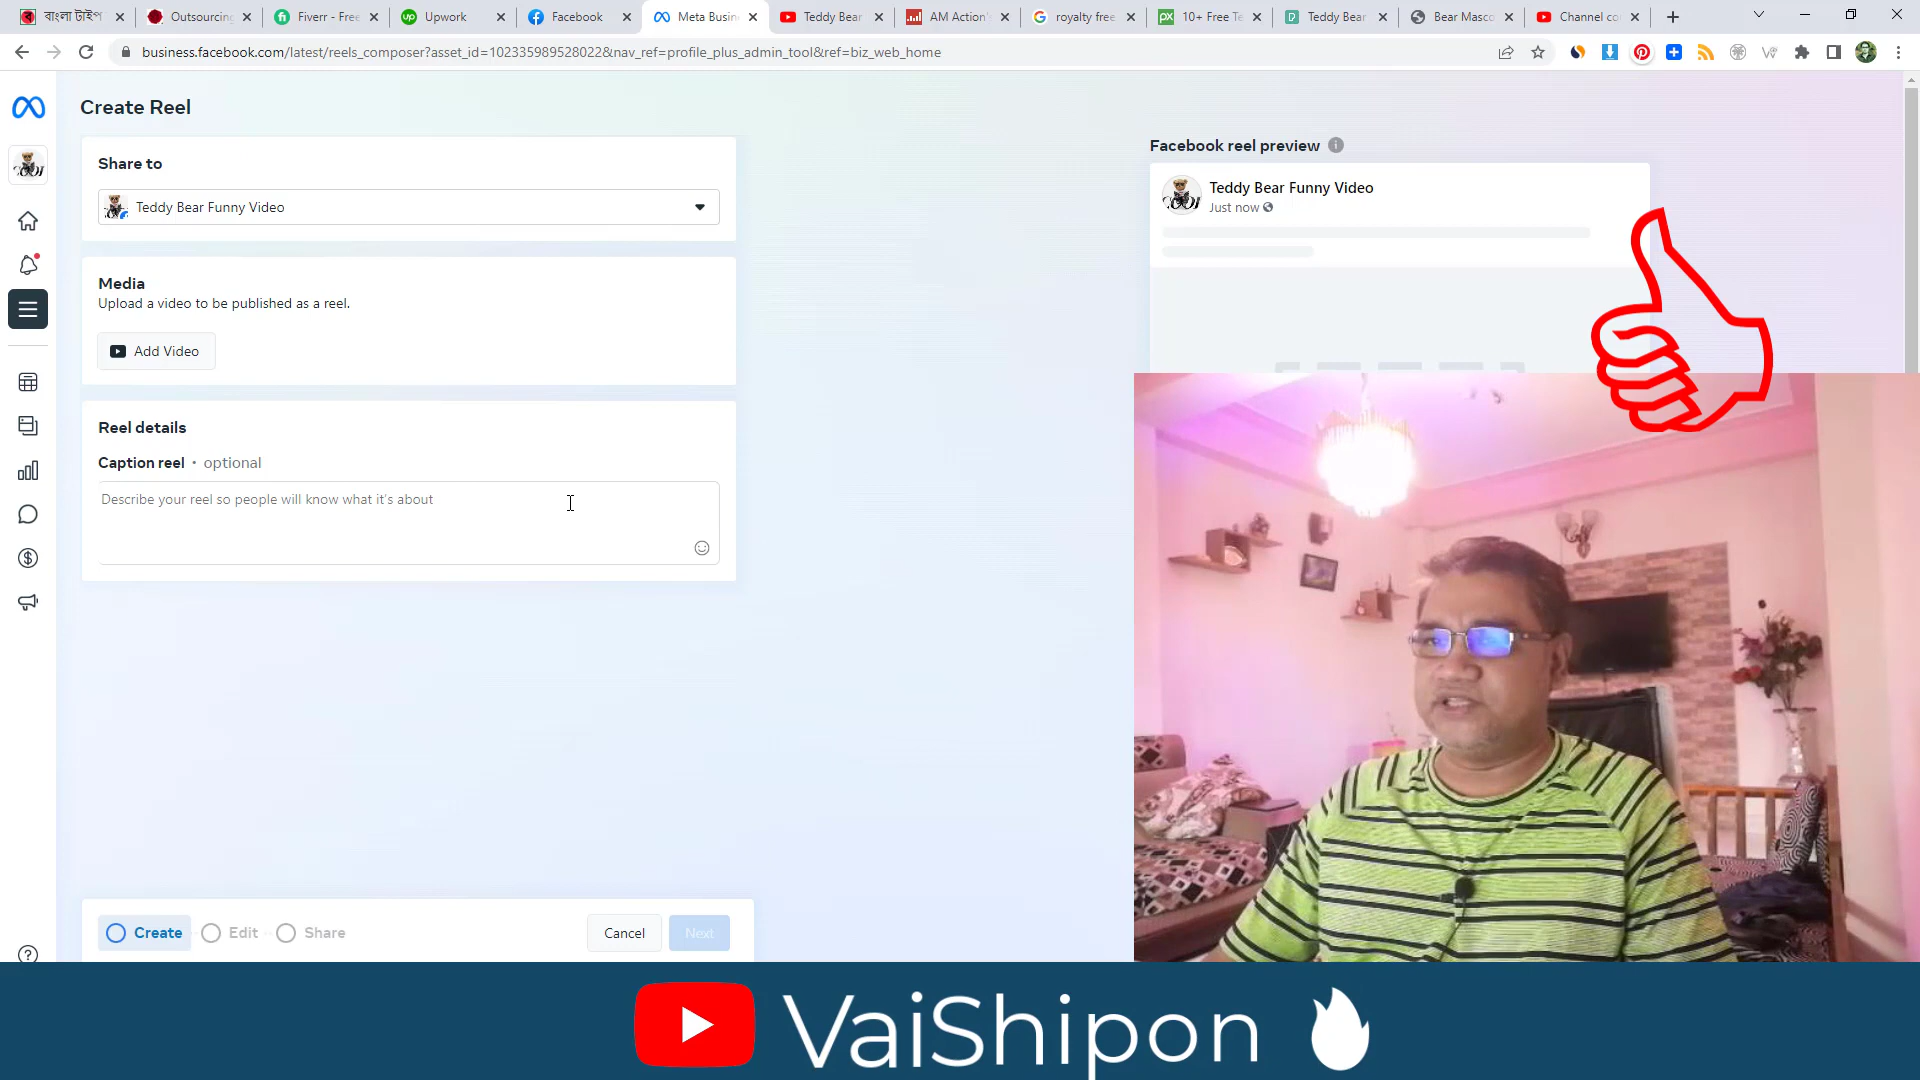 বাংলা টাইপ
Outsourcing
Fiverr - Free
Upwork
Facebook
Meta Busin
Teddy Bear
AM Action'
royalty free
10+ Free Te
Teddy Bear
Bear Masco
Channel co
business.facebook.com/latest/reels_composer?asset_id=102335989528022&nav_ref=profile_plus_admin_tool&ref=biz_web_home
Create Reel
Share to
Teddy Bear Funny Video
Media
Upload a video to be published as a reel.
Add Video
Reel details
Caption reel • optional
Describe your reel so people will know what it's about
Create
Edit
Share
Cancel
Next
Facebook reel preview
Teddy Bear Funny Video
Just now
VaiShipon